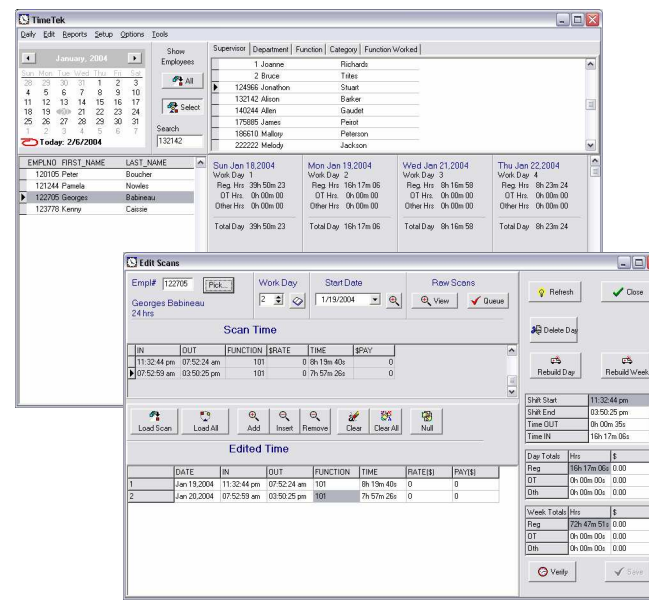 TimeTek
Daily Edit Reports Setup Options Tools
January, 2004
Sun Mon Tue Wed Thu Fri Sat
28 29 30 31 1 2 3
4 5 6 7 8 9 10
11 12 13 14 15 16 17
18 19 20 21 22 23 24
25 26 27 28 29 30 31
1 2 3 4 5 6 7
Today: 2/6/2004
Show
Employees
All
Select
Search
132142
Supervisor Department Function Category Function Worked
1 Joanne Richards
2 Bruce Trites
124966 Jonathon Stuart
132142 Alison Barker
140244 Allen Gaudet
175885 James Peirot
186610 Mallory Peterson
222222 Melody Jackson
EMPLNO FIRST_NAME LAST_NAME
120105 Peter Boucher
121244 Pamela Nowles
122705 Georges Babineau
123778 Kenny Caissie
Sun Jan 18,2004 Mon Jan 19,2004 Wed Jan 21,2004 Thu Jan 22,2004
Work Day 1 Work Day 2 Work Day 3 Work Day 4
Reg. Hrs 39h 50m 23 Reg. Hrs 16h 17m 06 Reg. Hrs 8h 16m 58 Reg. Hrs 8h 23m 24
OT Hrs. 0h 00m 00 OT Hrs. 0h 00m 00 OT Hrs. 0h 00m 00 OT Hrs. 0h 00m 00
Other Hrs 0h 00m 00 Other Hrs 0h 00m 00 Other Hrs 0h 00m 00 Other Hrs 0h 00m 00
Total Day 39h 50m 23 Total Day 16h 17m 06 Total Day 8h 16m 58 Total Day 8h 23m 24
Edit Scans
Empl# 122705 Pick...
Georges Babineau
24 hrs
Work Day
2
Start Date
1/19/2004
Raw Scans
View Queue
Refresh Close
Delete Day
Rebuild Day Rebuild Week
Scan Time
IN OUT FUNCTION $RATE TIME $PAY
11:32:44 pm 07:52:24 am 101 0 8h 19m 40s 0
07:52:59 am 03:50:25 pm 101 0 7h 57m 26s 0
Load Scan Load All Add Insert Remove Clear Clear All Null
Edited Time
DATE IN OUT FUNCTION TIME RATE($) PAY($)
1 Jan 19,2004 11:32:44 pm 07:52:24 am 101 8h 19m 40s 0 0
2 Jan 20,2004 07:52:59 am 03:50:25 pm 101 7h 57m 26s 0 0
Shift Start 11:32:44 pm
Shift End 03:50:25 pm
Time OUT 0h 00m 35s
Time IN 16h 17m 06s
Day Totals Hrs $
Reg 16h 17m 06s 0.00
OT 0h 00m 00s 0.00
Oth 0h 00m 00s 0.00
Week Totals Hrs $
Reg 72h 47m 51s 0.00
OT 0h 00m 00s 0.00
Oth 0h 00m 00s 0.00
Verify Save